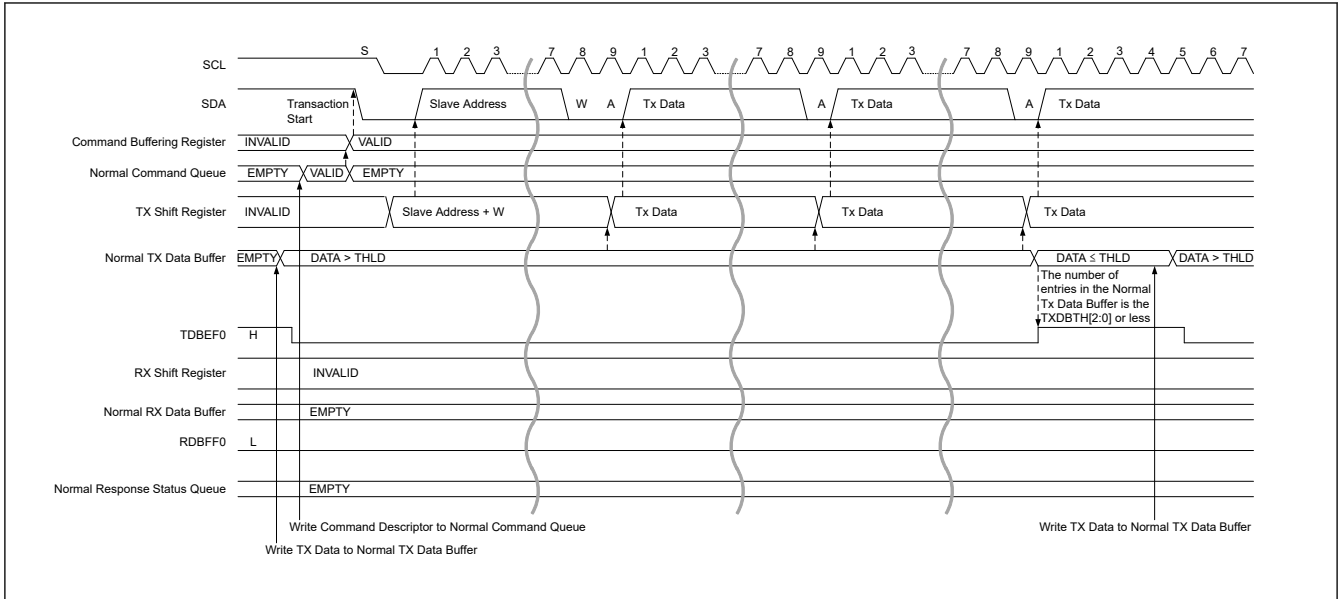 S 1 2 3 7 8 9 1 2 3 7 8 9 1 2 3 7 8 9 1 2 3 4 5 6 7
SCL
SDA Transaction Start Slave Address W A Tx Data A Tx Data A Tx Data
Command Buffering Register INVALID VALID
Normal Command Queue EMPTY VALID EMPTY
TX Shift Register INVALID Slave Address + W Tx Data Tx Data Tx Data
Normal TX Data Buffer EMPTY DATA > THLD DATA ≤ THLD DATA > THLD
The number of
entries in the Normal
Tx Data Buffer is the
TXDBTH[2:0] or less
TDBEF0 H
RX Shift Register INVALID
Normal RX Data Buffer EMPTY
RDBFF0 L
Normal Response Status Queue EMPTY
Write Command Descriptor to Normal Command Queue Write TX Data to Normal TX Data Buffer
Write TX Data to Normal TX Data Buffer